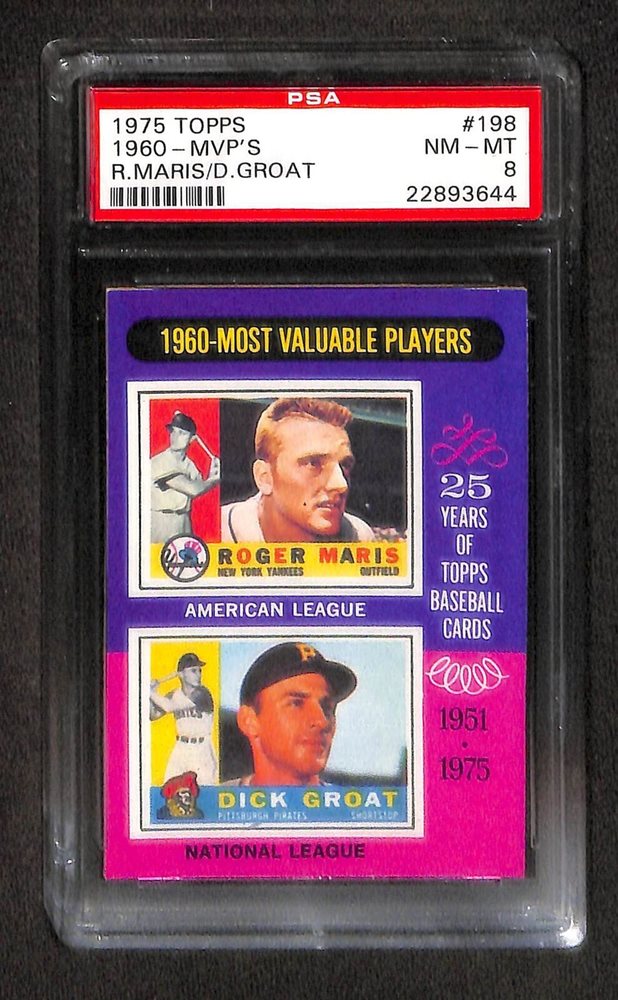 PSA
1975 TOPPS #198
1960-MVP'S NM-MT
R.MARIS/D.GROAT 8
22893644
1960-MOST VALUABLE PLAYERS
ROGER MARIS
NEW YORK YANKEES OUTFIELD
AMERICAN LEAGUE
25
YEARS
OF
TOPPS
BASEBALL
CARDS
1951
·
1975
P
PIRATES
DICK GROAT
PITTSBURGH PIRATES SHORTSTOP
NATIONAL LEAGUE